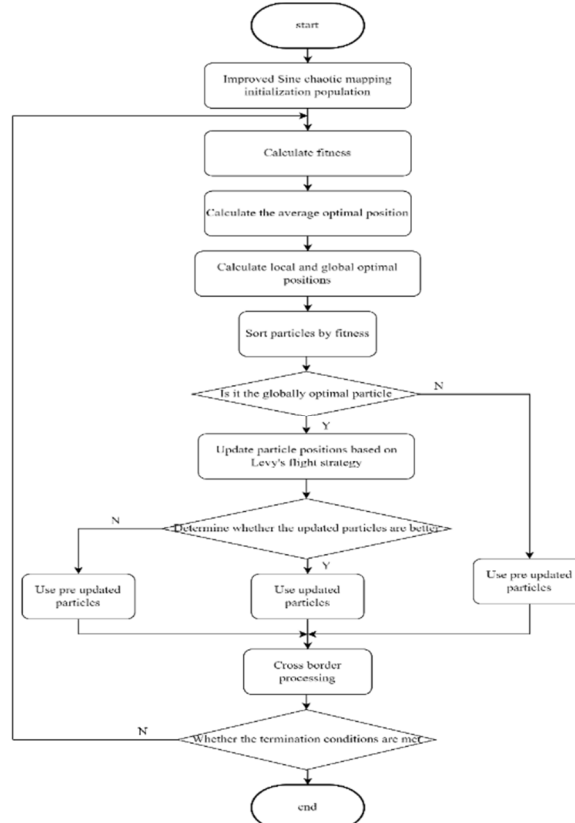 start
Improved Sine chaotic mapping
initialization population
Calculate fitness
Calculate the average optimal position
Calculate local and global optimal
positions
Sort particles by fitness
Is it the globally optimal particle
N
Y
Update particle positions based on
Levy's flight strategy
N
Determine whether the updated particles are better
Y
Use pre updated
particles
Use updated
particles
Use pre updated
particles
Cross border
processing
N
Whether the termination conditions are met
end